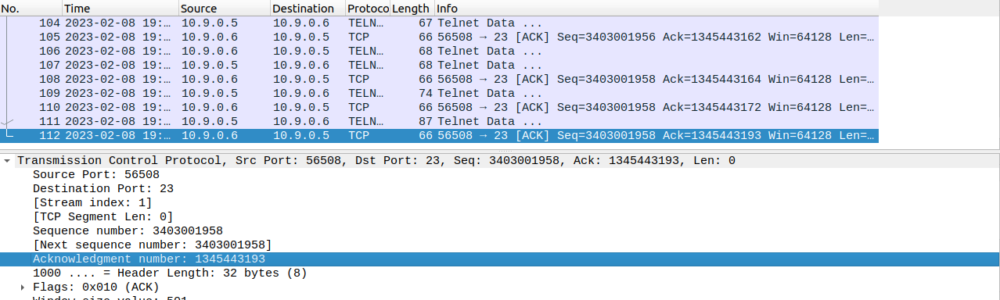 No. Time Source Destination Protoco Length Info
104 2023-02-08 19:… 10.9.0.5 10.9.0.6 TELN… 67 Telnet Data ...
105 2023-02-08 19:… 10.9.0.6 10.9.0.5 TCP 66 56508 → 23 [ACK] Seq=3403001956 Ack=1345443162 Win=64128 Len=…
106 2023-02-08 19:… 10.9.0.6 10.9.0.5 TELN… 68 Telnet Data ...
107 2023-02-08 19:… 10.9.0.5 10.9.0.6 TELN… 68 Telnet Data ...
108 2023-02-08 19:… 10.9.0.6 10.9.0.5 TCP 66 56508 → 23 [ACK] Seq=3403001958 Ack=1345443164 Win=64128 Len=…
109 2023-02-08 19:… 10.9.0.5 10.9.0.6 TELN… 74 Telnet Data ...
110 2023-02-08 19:… 10.9.0.6 10.9.0.5 TCP 66 56508 → 23 [ACK] Seq=3403001958 Ack=1345443172 Win=64128 Len=…
111 2023-02-08 19:… 10.9.0.5 10.9.0.6 TELN… 87 Telnet Data ...
112 2023-02-08 19:… 10.9.0.6 10.9.0.5 TCP 66 56508 → 23 [ACK] Seq=3403001958 Ack=1345443193 Win=64128 Len=…
Transmission Control Protocol, Src Port: 56508, Dst Port: 23, Seq: 3403001958, Ack: 1345443193, Len: 0
Source Port: 56508
Destination Port: 23
[Stream index: 1]
[TCP Segment Len: 0]
Sequence number: 3403001958
[Next sequence number: 3403001958]
Acknowledgment number: 1345443193
1000 .... = Header Length: 32 bytes (8)
Flags: 0x010 (ACK)
Window size value: 501